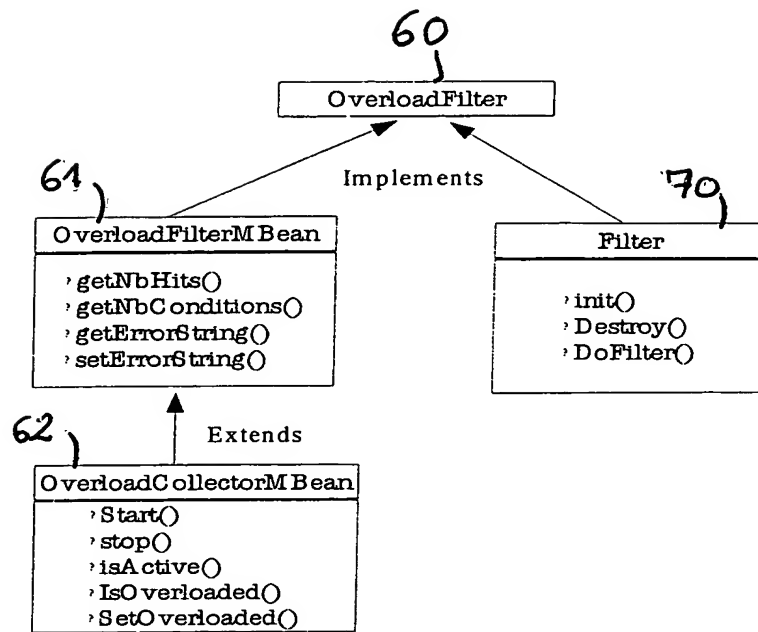 60
OverloadFilter
Implements
61
OverloadFilterMBean
getNbHits()
getNbConditions()
getErrorString()
setErrorString()
70
Filter
init()
Destroy()
DoFilter()
Extends
62
OverloadCollectorMBean
Start()
stop()
isActive()
IsOverloaded()
SetOverloaded()